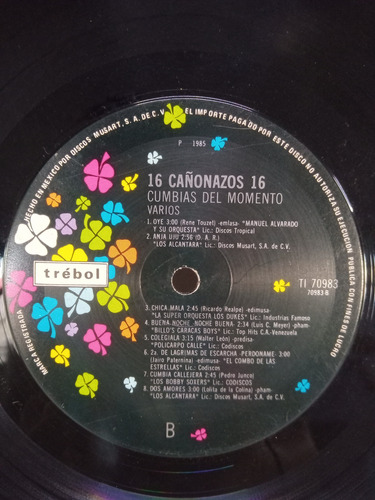 HECHO EN MEXICO POR DISCOS MUSART, S.A. DE C.V. EL IMPORTE PAGADO POR ESTE DISCO NO AUTORIZA SU EJECUCION PUBLICA CON FINES DE LUCRO
P 1985
16 CAÑONAZOS 16
CUMBIAS DEL MOMENTO
VARIOS
1. OYE 3:00 (Rene Touzet) -emlasa- "MANUEL ALVARADO
Y SU ORQUESTA" Lic.: Discos Tropical
2. ANJA UHU 2:56 (D. A. R.)
"LOS ALCANTARA" Lic.: Discos Musart, S.A. de C.V.
trébol
TI 70983
70983-B
3. CHICA MALA 2:45 (Ricardo Realpe) -edimusa-
"LA SUPER ORQUESTA LOS DUKES" Lic.: Industrias Famoso
4. BUENA NOCHE NOCHE BUENA- 2:34 (Luis C. Meyer) -pham-
"BILLO'S CARACAS BOYS" Lic.: Top Hits C.A.-Venezuela
5. COLEGIALA 3:15 (Walter León) -predisa-
"POLICARPO CALLE" Lic.: Codiscos
6. 2a. DE LAGRIMAS DE ESCARCHA -PERDONAME- 3:00
(Jairo Paternina) -edimusa- "EL COMBO DE LAS
ESTRELLAS" Lic.: Codiscos
7. CUMBIA CALLEJERA 2:45 (Pedro Junco)
"LOS BOBBY SOXERS" Lic.: CODISCOS
8. DOS AMORES 3:00 (Lolita de la Colina) -pham-
"LOS ALCANTARA" Lic.: Discos Musart, S.A. de C.V.
MARCA REGISTRADA
B